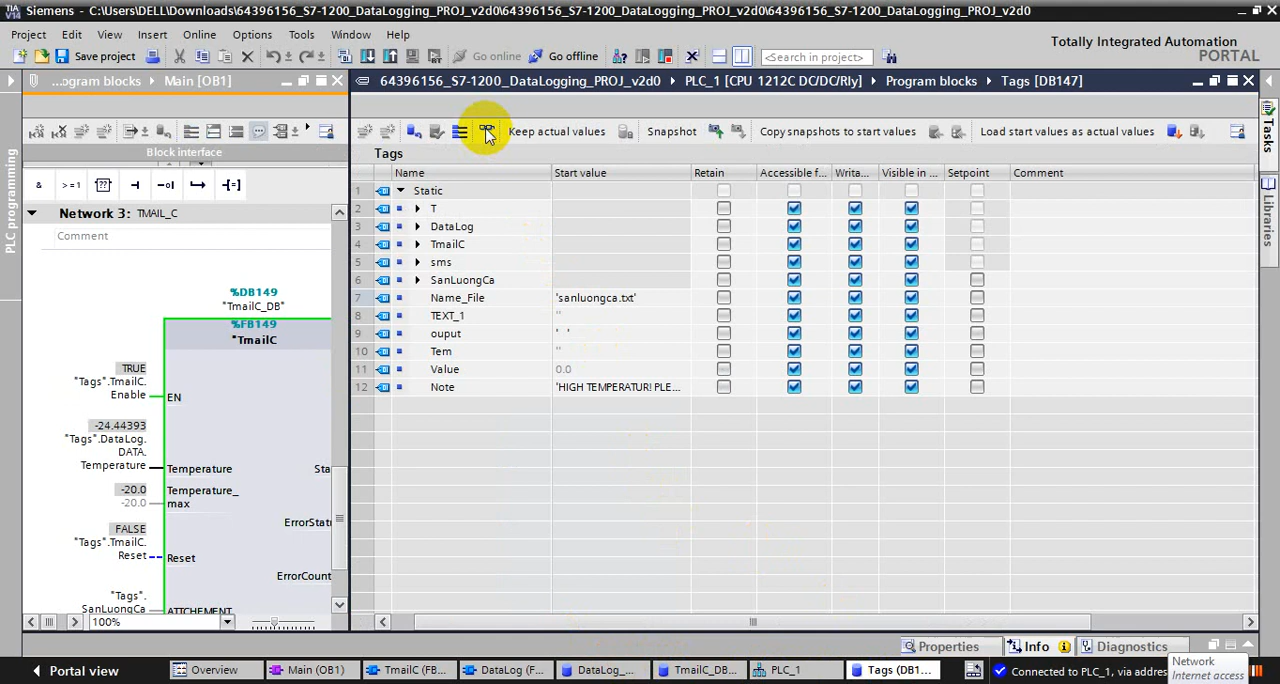 TIA
V14
Siemens - C:\Users\DELL\Downloads\64396156_S7-1200_DataLogging_PROJ_v2d0\64396156_S7-1200_DataLogging_PROJ_v2d0\64396156_S7-1200_DataLogging_PROJ_v2d0
Project Edit View Insert Online Options Tools Window Help
Totally Integrated Automation
PORTAL
Save project
Go online
Go offline
<Search in project>
...ogram blocks Main [OB1]
64396156_S7-1200_DataLogging_PROJ_v2d0 PLC_1 [CPU 1212C DC/DC/Rly] Program blocks Tags [DB147]
Keep actual values Snapshot Copy snapshots to start values Load start values as actual values
Block interface
Tags
Name Start value Retain Accessible f... Writa... Visible in ... Setpoint Comment
1 Static
2 T
3 DataLog
4 TmailC
5 sms
6 SanLuongCa
7 Name_File 'sanluongca.txt'
8 TEXT_1 ''
9 ouput ' '
10 Tem ''
11 Value 0.0
12 Note 'HIGH TEMPERATUR! PLE...
& >=1 ??
Network 3: TMAIL_C
Comment
%DB149
"TmailC_DB"
%FB149
"TmailC"
TRUE
"Tags".TmailC.
Enable EN
-24.44393
"Tags".DataLog.
DATA.
Temperature Temperature
-20.0 Temperature_
-20.0 max
FALSE
"Tags".TmailC.
Reset Reset
"Tags".
SanLuongCa ATTCHEMENT
Sta
ErrorStat
ErrorCount
100%
PLC programming
Tasks
Libraries
Properties Info Diagnostics
Portal view Overview Main (OB1) TmailC (FB... DataLog (F... DataLog_... TmailC_DB... PLC_1 Tags (DB1... Connected to PLC_1, via addres
Network
Internet access